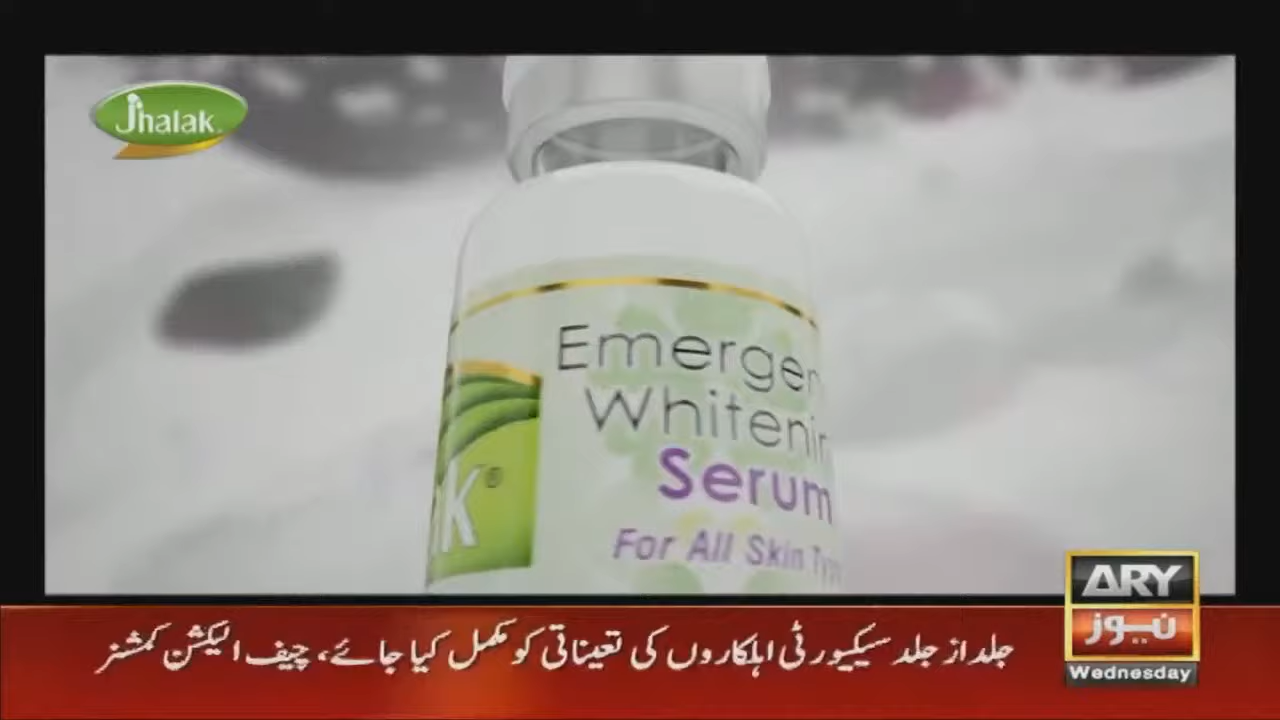 Jhalak
Emergen
Whitenin
Serum
For All Skin Typ
k®
جلد از جلد سیکیورٹی اہلکاروں کی تعیناتی کو مکمل کیا جائے، چیف الیکشن کمشنر
ARY
نیوز
Wednesday